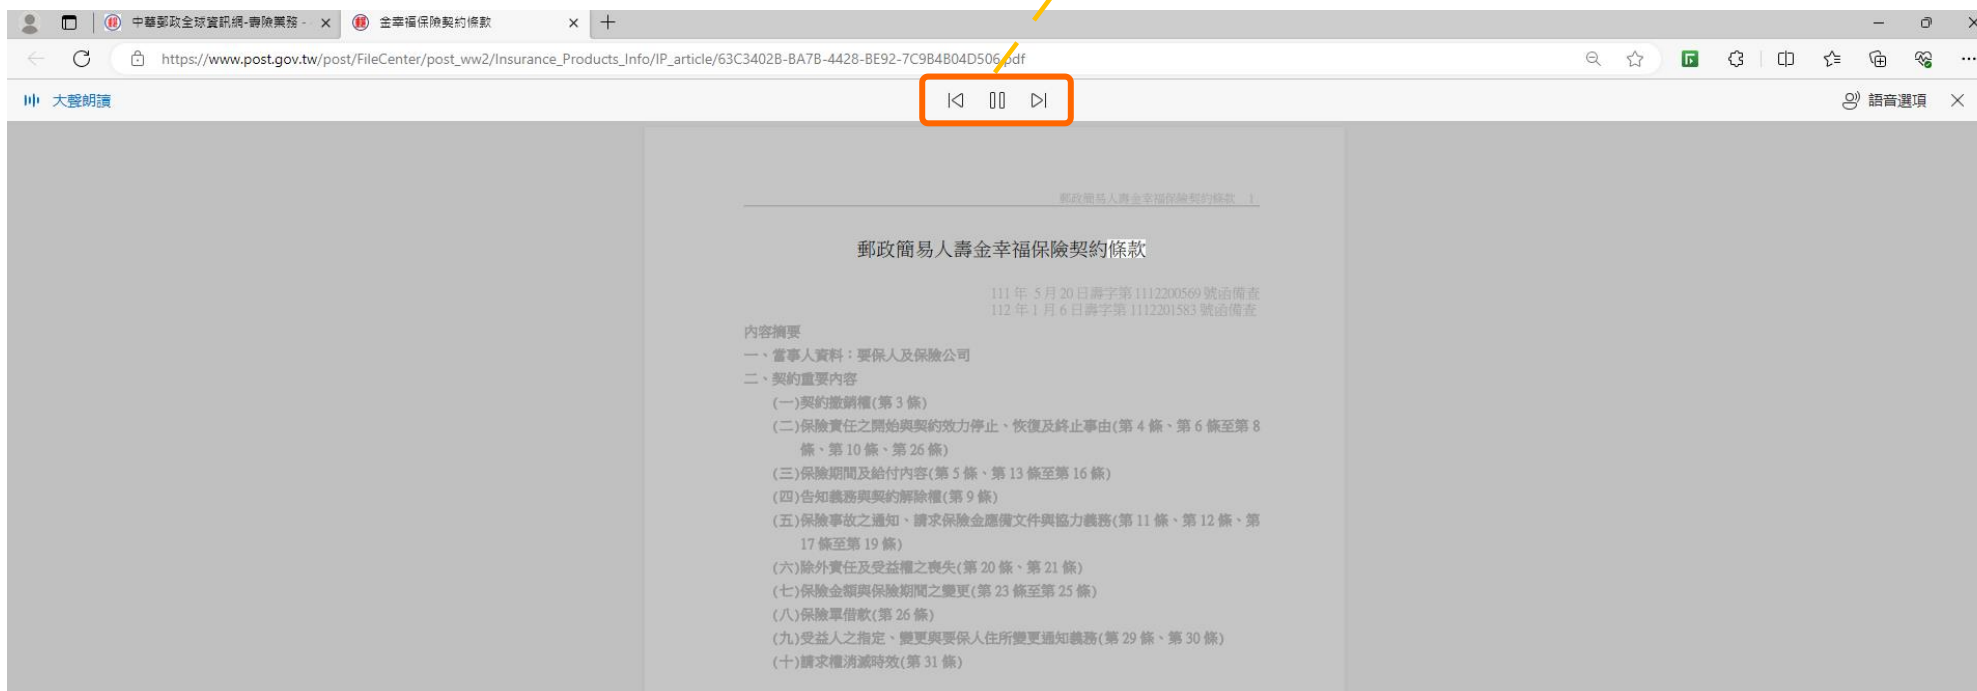 中華郵政全球資訊網-壽險業務 -
金幸福保險契約條款
https://www.post.gov.tw/post/FileCenter/post_ww2/Insurance_Products_Info/IP_article/63C3402B-BA7B-4428-BE92-7C9B4B04D506.pdf
大聲朗讀
語音選項
郵政簡易人壽金幸福保險契約條款 1
郵政簡易人壽金幸福保險契約條款
111 年 5 月 20 日壽字第 1112200569 號函備查
112 年 1 月 6 日壽字第 1112201583 號函備查
內容摘要
一、當事人資料：要保人及保險公司
二、契約重要內容
(一)契約撤銷權(第 3 條)
(二)保險責任之開始與契約效力停止、恢復及終止事由(第 4 條、第 6 條至第 8
條、第 10 條、第 26 條)
(三)保險期間及給付內容(第 5 條、第 13 條至第 16 條)
(四)告知義務與契約解除權(第 9 條)
(五)保險事故之通知、請求保險金應備文件與協力義務(第 11 條、第 12 條、第
17 條至第 19 條)
(六)除外責任及受益權之喪失(第 20 條、第 21 條)
(七)保險金額與保險期間之變更(第 23 條至第 25 條)
(八)保險單借款(第 26 條)
(九)受益人之指定、變更與要保人住所變更通知義務(第 29 條、第 30 條)
(十)請求權消滅時效(第 31 條)